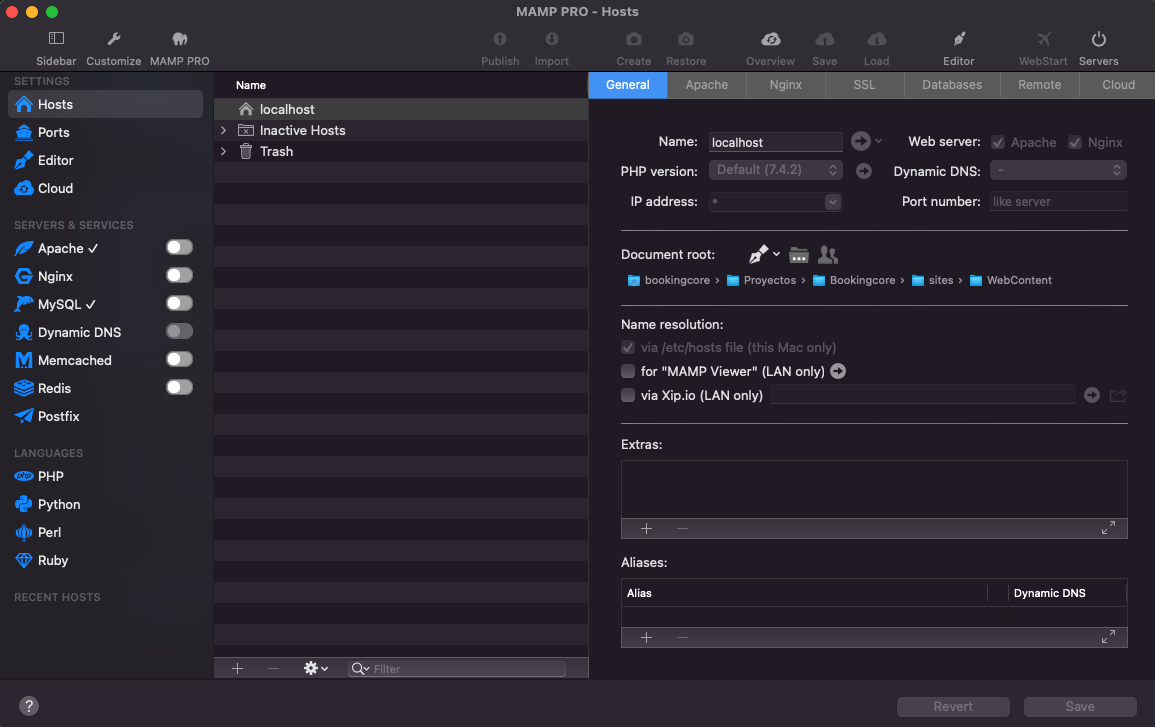 MAMP PRO - Hosts
Sidebar Customize MAMP PRO Publish Import Create Restore Overview Save Load Editor WebStart Servers
SETTINGS
Hosts
Ports
Editor
Cloud
SERVERS & SERVICES
Apache ✓
Nginx
MySQL ✓
Dynamic DNS
Memcached
Redis
Postfix
LANGUAGES
PHP
Python
Perl
Ruby
RECENT HOSTS
Name
localhost
Inactive Hosts
Trash
Filter
General Apache Nginx SSL Databases Remote Cloud
Name: localhost Web server: Apache Nginx
PHP version: Default (7.4.2) Dynamic DNS: -
IP address: * Port number: like server
Document root:
bookingcore › Proyectos › Bookingcore › sites › WebContent
Name resolution:
via /etc/hosts file (this Mac only)
for "MAMP Viewer" (LAN only)
via Xip.io (LAN only)
Extras:
Aliases:
Alias Dynamic DNS
? Revert Save